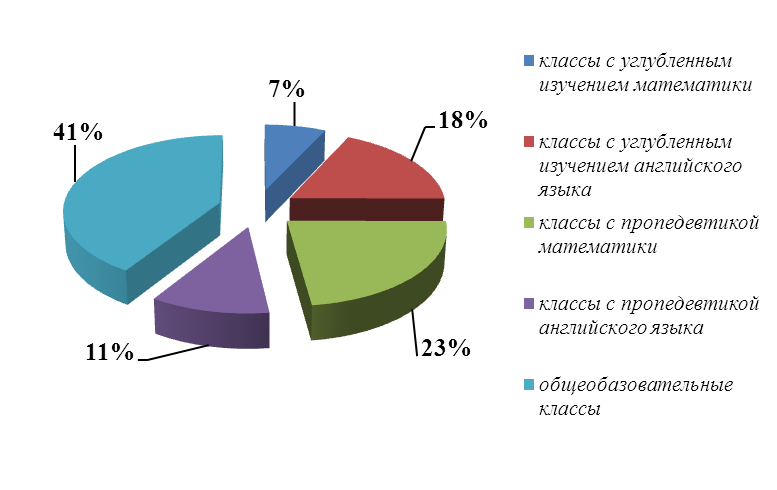 7%
18%
41%
23%
11%
классы с углубленным
изучением математики
классы с углубленным
изучением английского
языка
классы с пропедевтикой
математики
классы с пропедевтикой
английского языка
общеобазовательные
классы